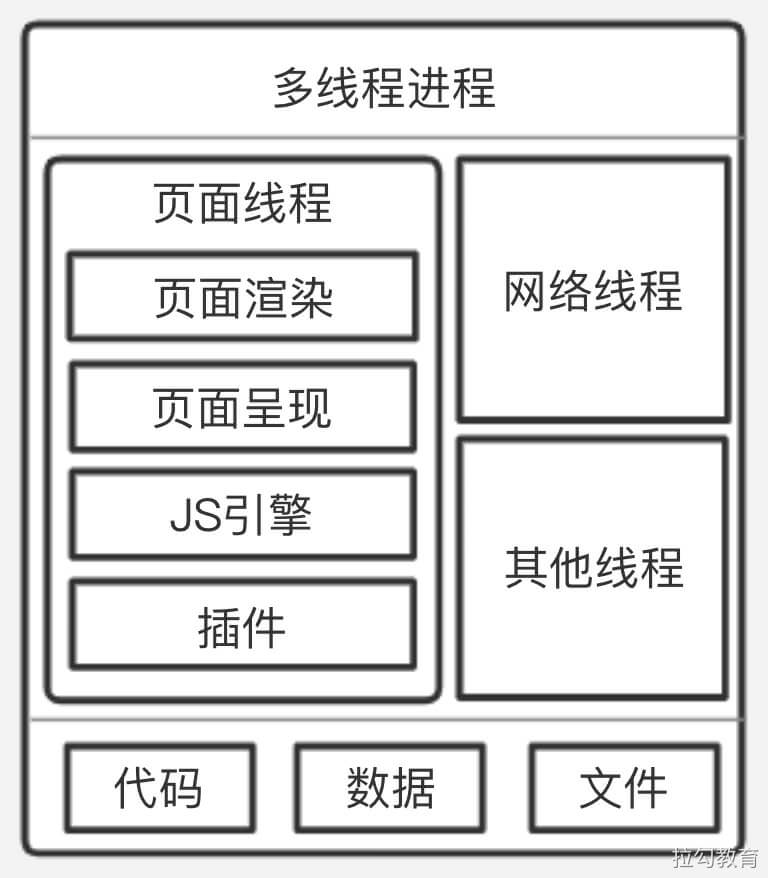 多线程进程
页面线程
页面渲染
页面呈现
JS引擎
插件
网络线程
其他线程
代码
数据
文件
拉勾教育